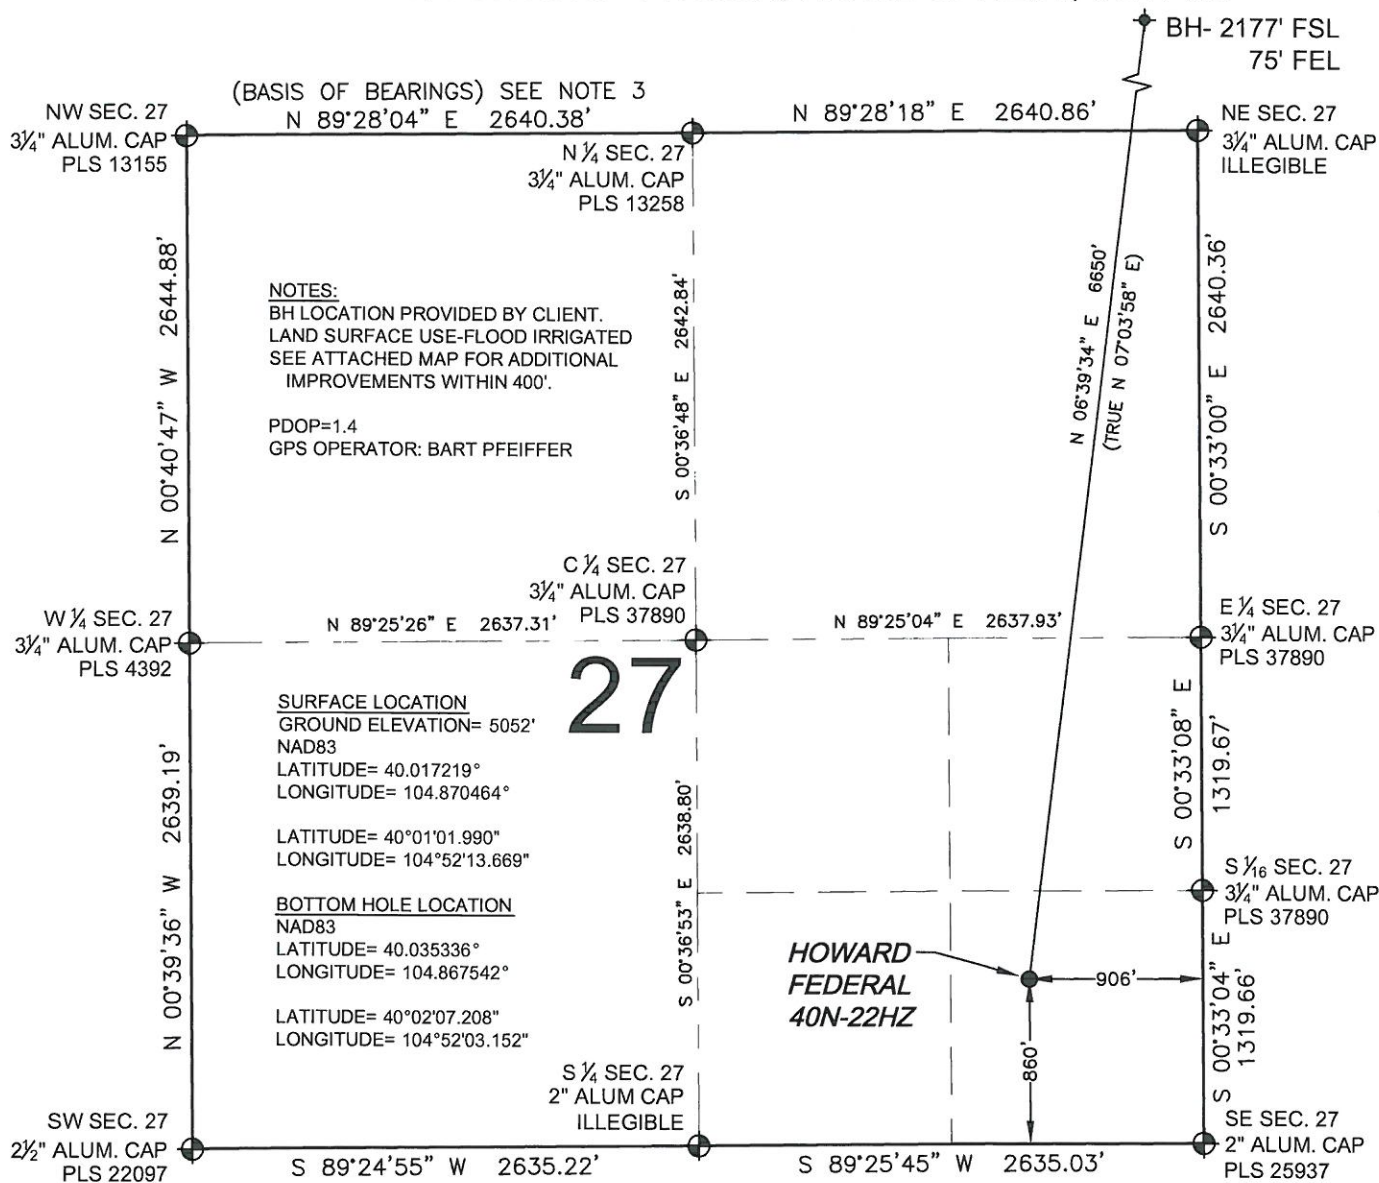 BH- 2177' FSL
75' FEL
(BASIS OF BEARINGS) SEE NOTE 3
N 89°28'04" E 2640.38'
N 89°28'18" E 2640.86'
NW SEC. 27
3¼" ALUM. CAP
PLS 13155
N ¼ SEC. 27
3¼" ALUM. CAP
PLS 13258
NE SEC. 27
3¼" ALUM. CAP
ILLEGIBLE
N 00°40'47" W 2644.88'
NOTES:
BH LOCATION PROVIDED BY CLIENT.
LAND SURFACE USE-FLOOD IRRIGATED
SEE ATTACHED MAP FOR ADDITIONAL
IMPROVEMENTS WITHIN 400'.
PDOP=1.4
GPS OPERATOR: BART PFEIFFER
S 00°36'48" E 2642.84'
N 06°39'34" E 6650'
(TRUE N 07°03'58" E)
S 00°33'00" E 2640.36'
W ¼ SEC. 27
3¼" ALUM. CAP
PLS 4392
N 89°25'26" E 2637.31'
C ¼ SEC. 27
3¼" ALUM. CAP
PLS 37890
N 89°25'04" E 2637.93'
E ¼ SEC. 27
3¼" ALUM. CAP
PLS 37890
27
N 00°39'36" W 2639.19'
SURFACE LOCATION
GROUND ELEVATION= 5052'
NAD83
LATITUDE= 40.017219°
LONGITUDE= 104.870464°
LATITUDE= 40°01'01.990"
LONGITUDE= 104°52'13.669"
BOTTOM HOLE LOCATION
NAD83
LATITUDE= 40.035336°
LONGITUDE= 104.867542°
LATITUDE= 40°02'07.208"
LONGITUDE= 104°52'03.152"
S 00°36'53" E 2638.80'
S 00°33'08" E
1319.67'
S 1⁄16 SEC. 27
3¼" ALUM. CAP
PLS 37890
HOWARD
FEDERAL
40N-22HZ
906'
860'
S 00°33'04" E
1319.66'
SW SEC. 27
2½" ALUM. CAP
PLS 22097
S ¼ SEC. 27
2" ALUM CAP
ILLEGIBLE
SE SEC. 27
2" ALUM. CAP
PLS 25937
S 89°24'55" W 2635.22'
S 89°25'45" W 2635.03'